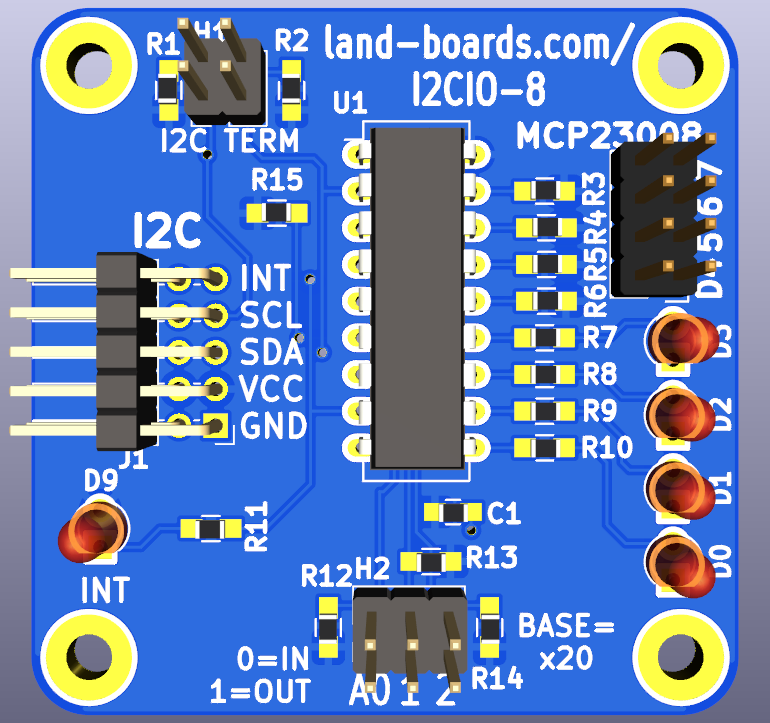 R1
H1
R2
land-boards.com/
I2CIO-8
U1
I2C TERM
MCP23008
R15
R3
R4
R5
R6
D4 5 6 7
I2C
INT
SCL
SDA
VCC
GND
J1
R7
R8
R9
R10
D3
D2
D1
D0
D9
INT
R11
C1
R13
R12
H2
R14
0=IN
1=OUT
A0 1 2
BASE=
x20